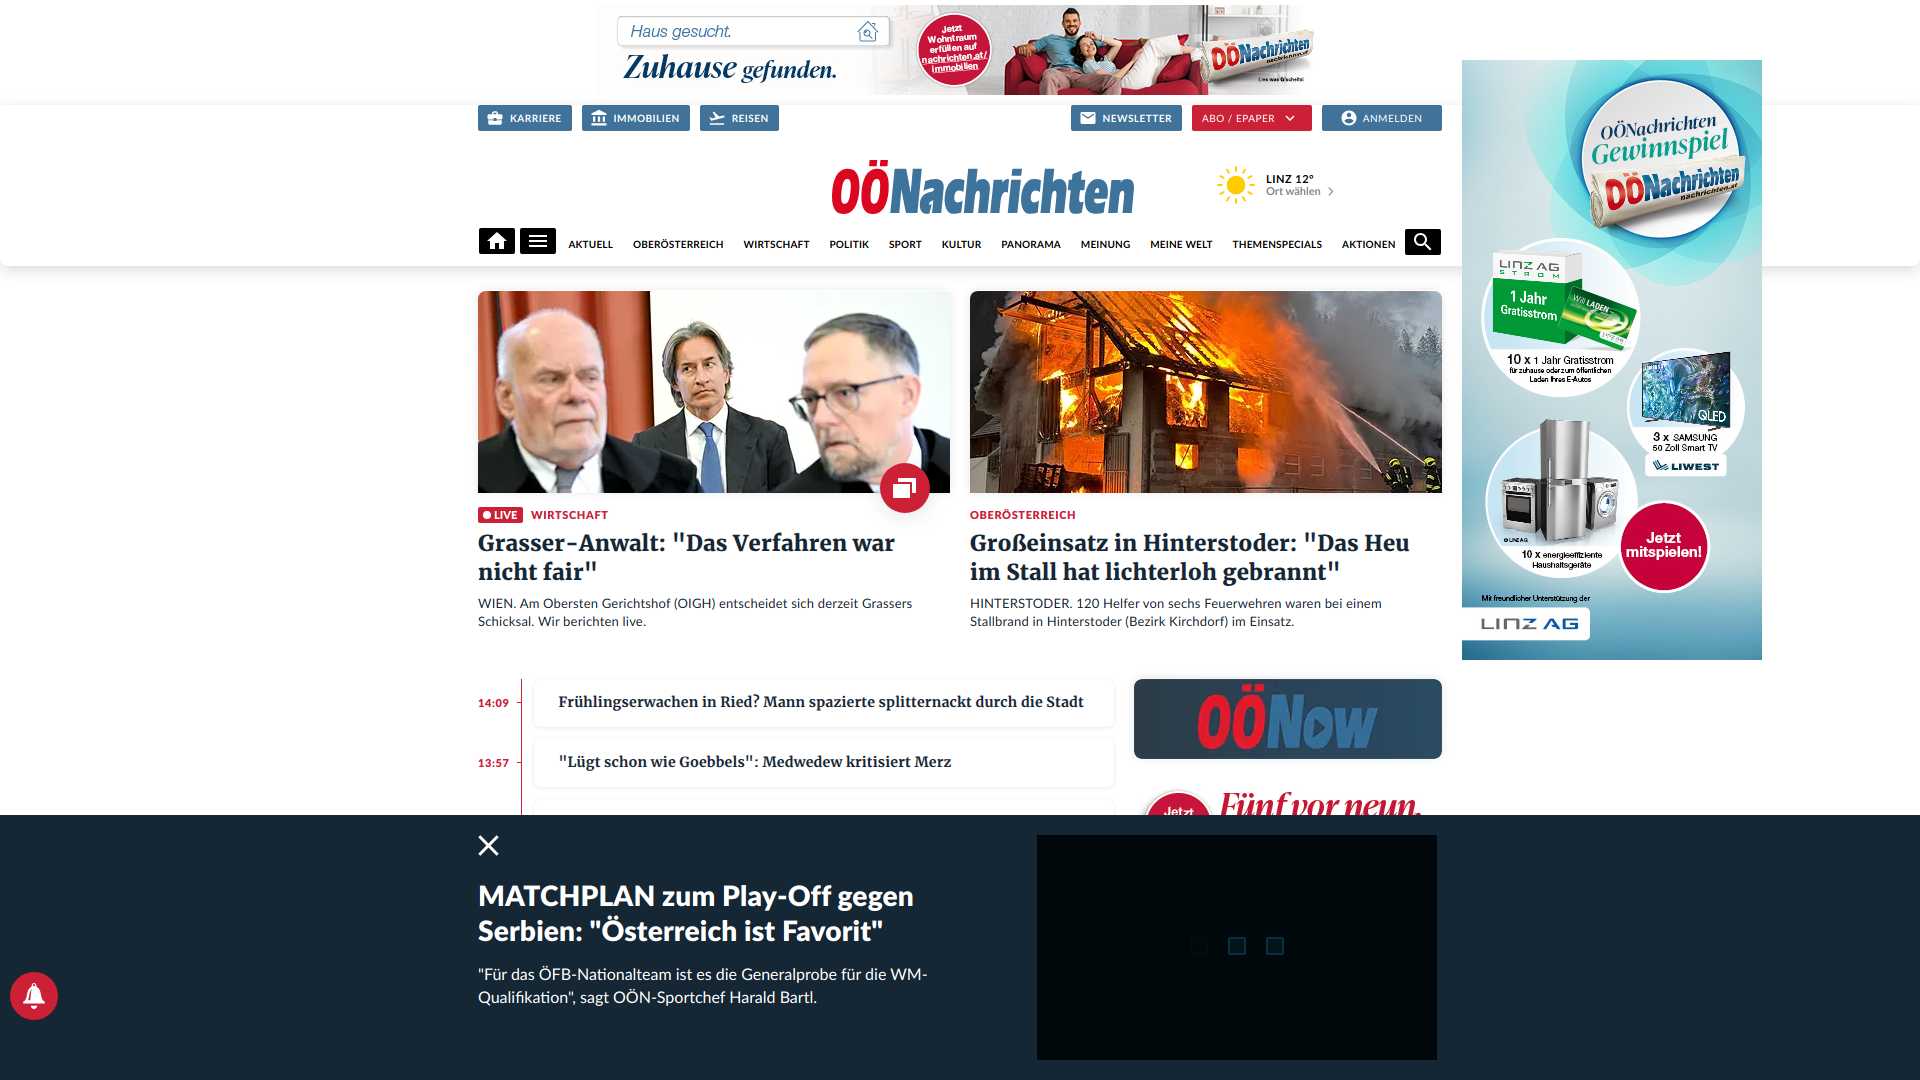 Haus gesucht.
Zuhause gefunden.
Jetzt
Wohntraum
erfüllen auf
nachrichten.at/
immobilien
OÖNachrichten
Lies was G'scheits!
KARRIERE
IMMOBILIEN
REISEN
NEWSLETTER
ABO / EPAPER
ANMELDEN
OÖNachrichten
LINZ 12°
Ort wählen
AKTUELL
OBERÖSTERREICH
WIRTSCHAFT
POLITIK
SPORT
KULTUR
PANORAMA
MEINUNG
MEINE WELT
THEMENSPECIALS
AKTIONEN
OÖNachrichten
Gewinnspiel
OÖNachrichten
nachrichten.at
LINZ AG
STROM
1 Jahr
Gratisstrom
Will LADEN
10 x 1 Jahr Gratisstrom
für zuhause oder zum öffentlichen
Laden Ihres E-Autos
QLED
3 x SAMSUNG
50 Zoll Smart TV
LIWEST
© LINZ AG
10 x energieeffiziente
Haushaltsgeräte
Jetzt
mitspielen!
Mit freundlicher Unterstützung der
LINZ AG
LIVE WIRTSCHAFT
Grasser-Anwalt: "Das Verfahren war
nicht fair"
WIEN. Am Obersten Gerichtshof (OIGH) entscheidet sich derzeit Grassers
Schicksal. Wir berichten live.
OBERÖSTERREICH
Großeinsatz in Hinterstoder: "Das Heu
im Stall hat lichterloh gebrannt"
HINTERSTODER. 120 Helfer von sechs Feuerwehren waren bei einem
Stallbrand in Hinterstoder (Bezirk Kirchdorf) im Einsatz.
14:09
Frühlingserwachen in Ried? Mann spazierte splitternackt durch die Stadt
13:57
"Lügt schon wie Goebbels": Medwedew kritisiert Merz
OÖNow
Jetzt
Fünf vor neun.
MATCHPLAN zum Play-Off gegen
Serbien: "Österreich ist Favorit"
"Für das ÖFB-Nationalteam ist es die Generalprobe für die WM-
Qualifikation", sagt OÖN-Sportchef Harald Bartl.